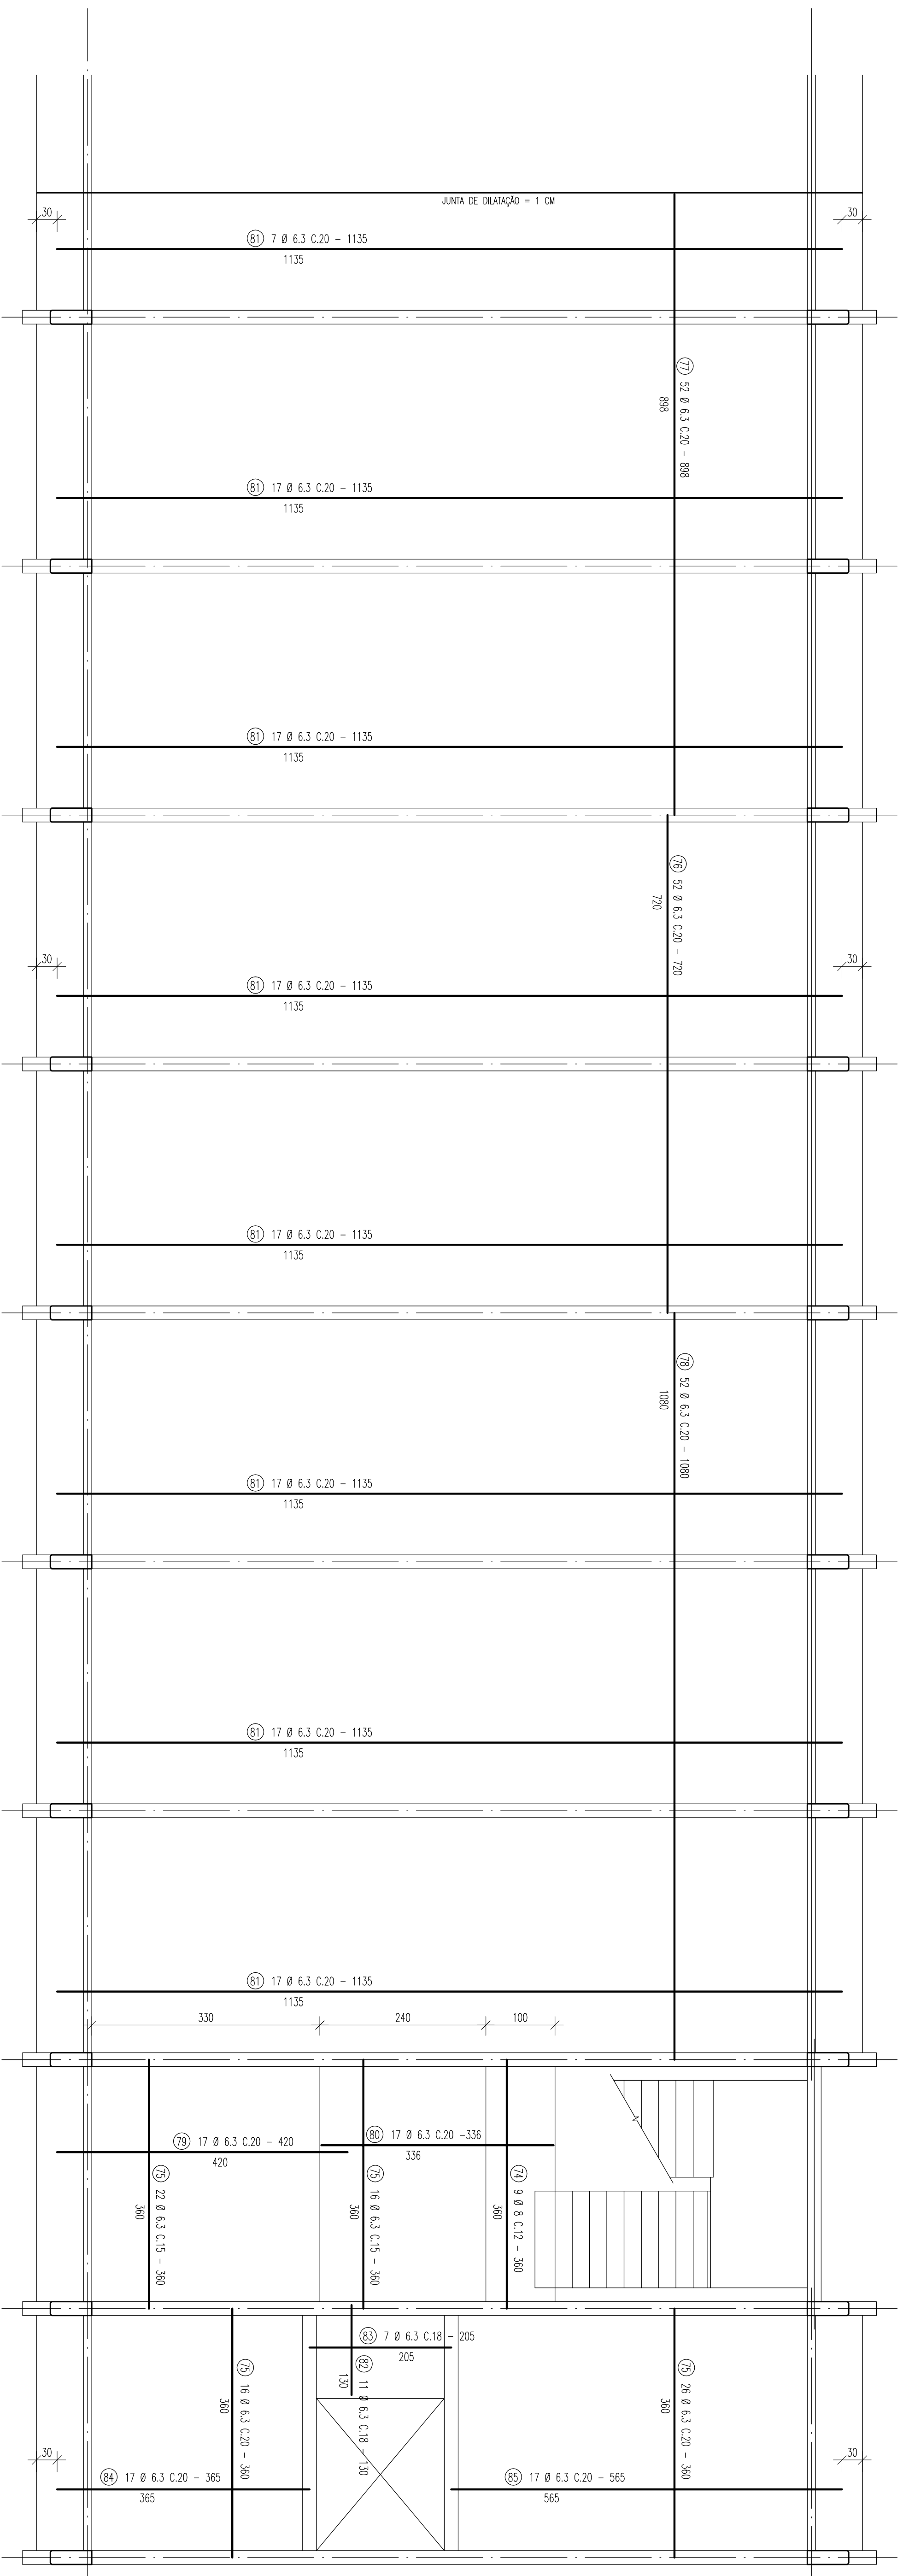 JUNTA DE DILATAÇÃO = 1 CM
30
30
81 7 Ø 6.3 C.20 - 1135
1135
77 52 Ø 6.3 C.20 - 898
898
81 17 Ø 6.3 C.20 - 1135
1135
81 17 Ø 6.3 C.20 - 1135
1135
76 52 Ø 6.3 C.20 - 720
720
30
30
81 17 Ø 6.3 C.20 - 1135
1135
81 17 Ø 6.3 C.20 - 1135
1135
78 52 Ø 6.3 C.20 - 1080
1080
81 17 Ø 6.3 C.20 - 1135
1135
81 17 Ø 6.3 C.20 - 1135
1135
81 17 Ø 6.3 C.20 - 1135
1135
330
240
100
79 17 Ø 6.3 C.20 - 420
420
80 17 Ø 6.3 C.20 -336
336
75 22 Ø 6.3 C.15 - 360
360
75 16 Ø 6.3 C.15 - 360
360
74 9 Ø 8 C.12 - 360
360
83 7 Ø 6.3 C.18 - 205
205
82 11 Ø 6.3 C.18 - 130
130
75 16 Ø 6.3 C.20 - 360
360
75 26 Ø 6.3 C.20 - 360
360
30
30
84 17 Ø 6.3 C.20 - 365
365
85 17 Ø 6.3 C.20 - 565
565